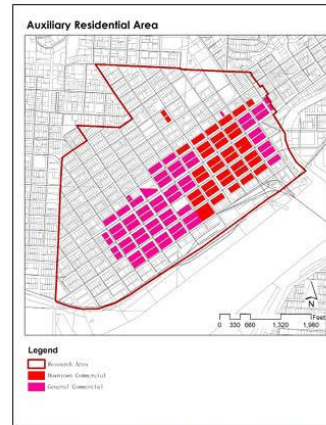 Auxiliary Residential Area
N
0 330 660 1,320 1,980
Feet
Legend
Research Area
Downtown Commercial
General Commercial